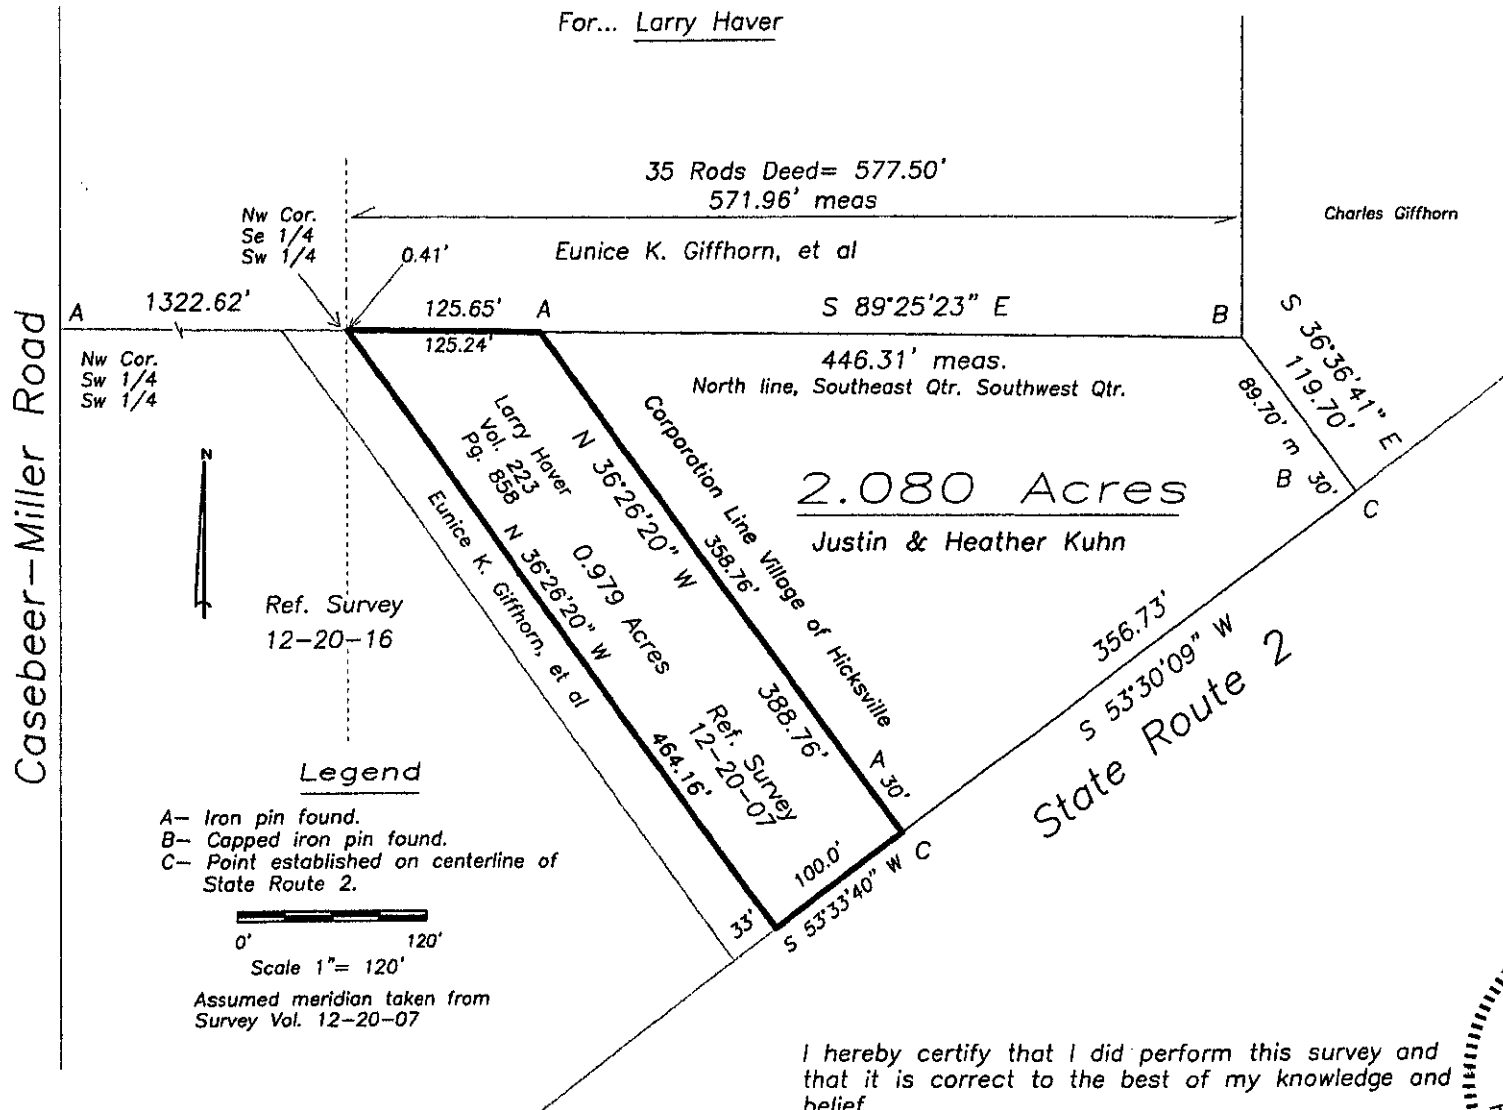 For... Larry Haver
35 Rods Deed= 577.50'
571.96' meas
Nw Cor.
Se 1/4
Sw 1/4
0.41'
Eunice K. Giffhorn, et al
Charles Giffhorn
A
1322.62'
125.65'
A
S 89°25'23" E
B
S 36°36'41" E
119.70'
Nw Cor.
Sw 1/4
Sw 1/4
125.24'
446.31' meas.
North line, Southeast Qtr. Southwest Qtr.
89.70' m
B
30'
C
Casebeer-Miller Road
N
Larry Haver
Vol. 223
Pg. 858
N 36°26'20" W
358.76'
Corporation Line Village of Hicksville
2.080 Acres
Justin & Heather Kuhn
Eunice K. Giffhorn, et al
N 36°26'20" W
0.979 Acres
Ref. Survey
12-20-16
356.73'
S 53°30'09" W
State Route 2
388.76'
Ref. Survey
12-20-07
464.16'
A
30'
C
100.0'
S 53°33'40" W
33'
Legend
A- Iron pin found.
B- Capped iron pin found.
C- Point established on centerline of
State Route 2.
0' 120'
Scale 1"= 120'
Assumed meridian taken from
Survey Vol. 12-20-07
I hereby certify that I did perform this survey and
that it is correct to the best of my knowledge and
belief